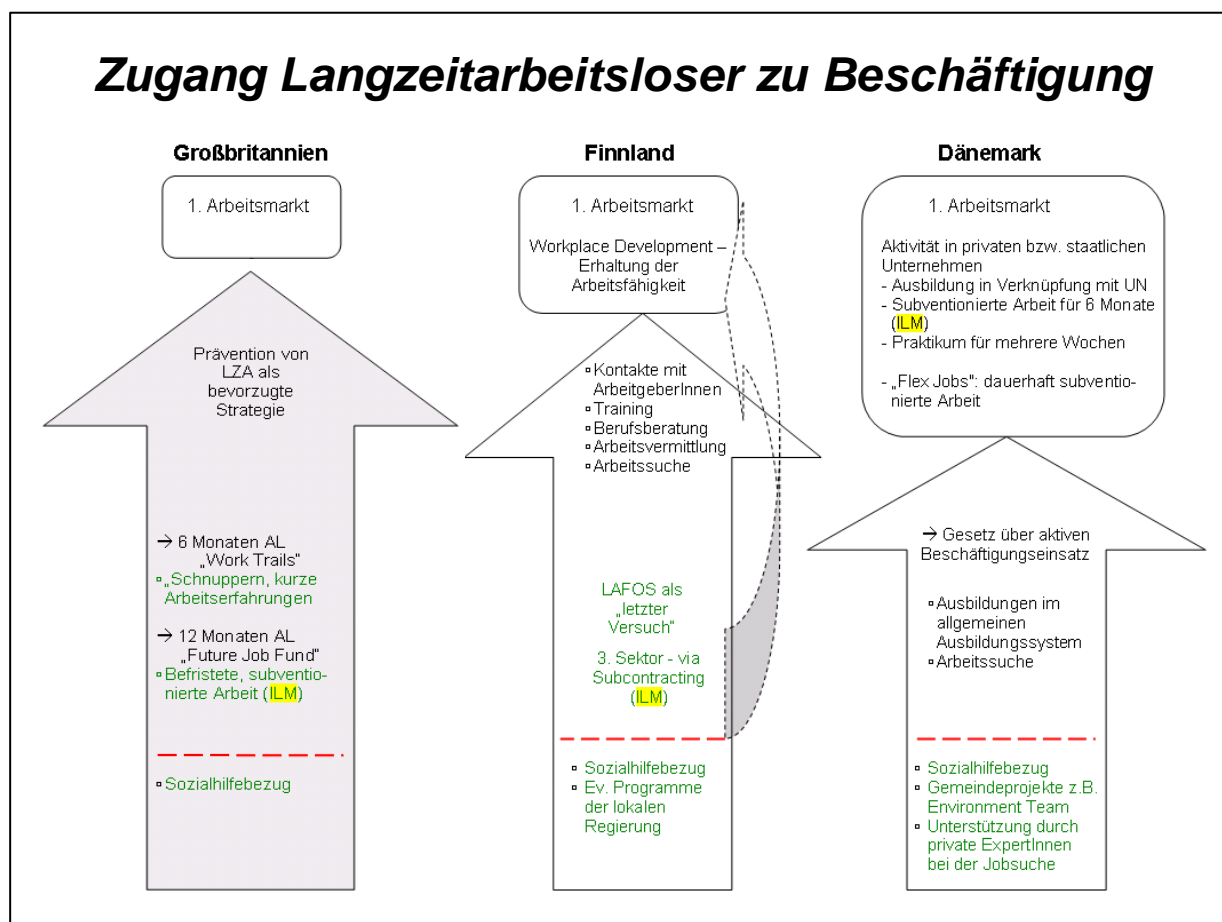 Zugang Langzeitarbeitsloser zu Beschäftigung
Großbritannien
1. Arbeitsmarkt
Prävention von
LZA als
bevorzugte
Strategie
→ 6 Monaten AL
„Work Trails"
▫„Schnuppern, kurze
Arbeitserfahrungen
→ 12 Monaten AL
„Future Job Fund"
▫Befristete, subventio-
nierte Arbeit (ILM)
▫Sozialhilfebezug
Finnland
1. Arbeitsmarkt
Workplace Development –
Erhaltung der
Arbeitsfähigkeit
▫Kontakte mit
ArbeitgeberInnen
▫Training
▫Berufsberatung
▫Arbeitsvermittlung
▫Arbeitssuche
LAFOS als
„letzter
Versuch"
3. Sektor - via
Subcontracting
(ILM)
▫ Sozialhilfebezug
▫ Ev. Programme
der lokalen
Regierung
Dänemark
1. Arbeitsmarkt
Aktivität in privaten bzw. staatlichen
Unternehmen
- Ausbildung in Verknüpfung mit UN
- Subventionierte Arbeit für 6 Monate
(ILM)
- Praktikum für mehrere Wochen
- „Flex Jobs": dauerhaft subventio-
nierte Arbeit
→ Gesetz über aktiven
Beschäftigungseinsatz
▫Ausbildungen im
allgemeinen
Ausbildungssystem
▫Arbeitssuche
▫ Sozialhilfebezug
▫ Gemeindeprojekte z.B.
Environment Team
▫ Unterstützung durch
private ExpertInnen
bei der Jobsuche